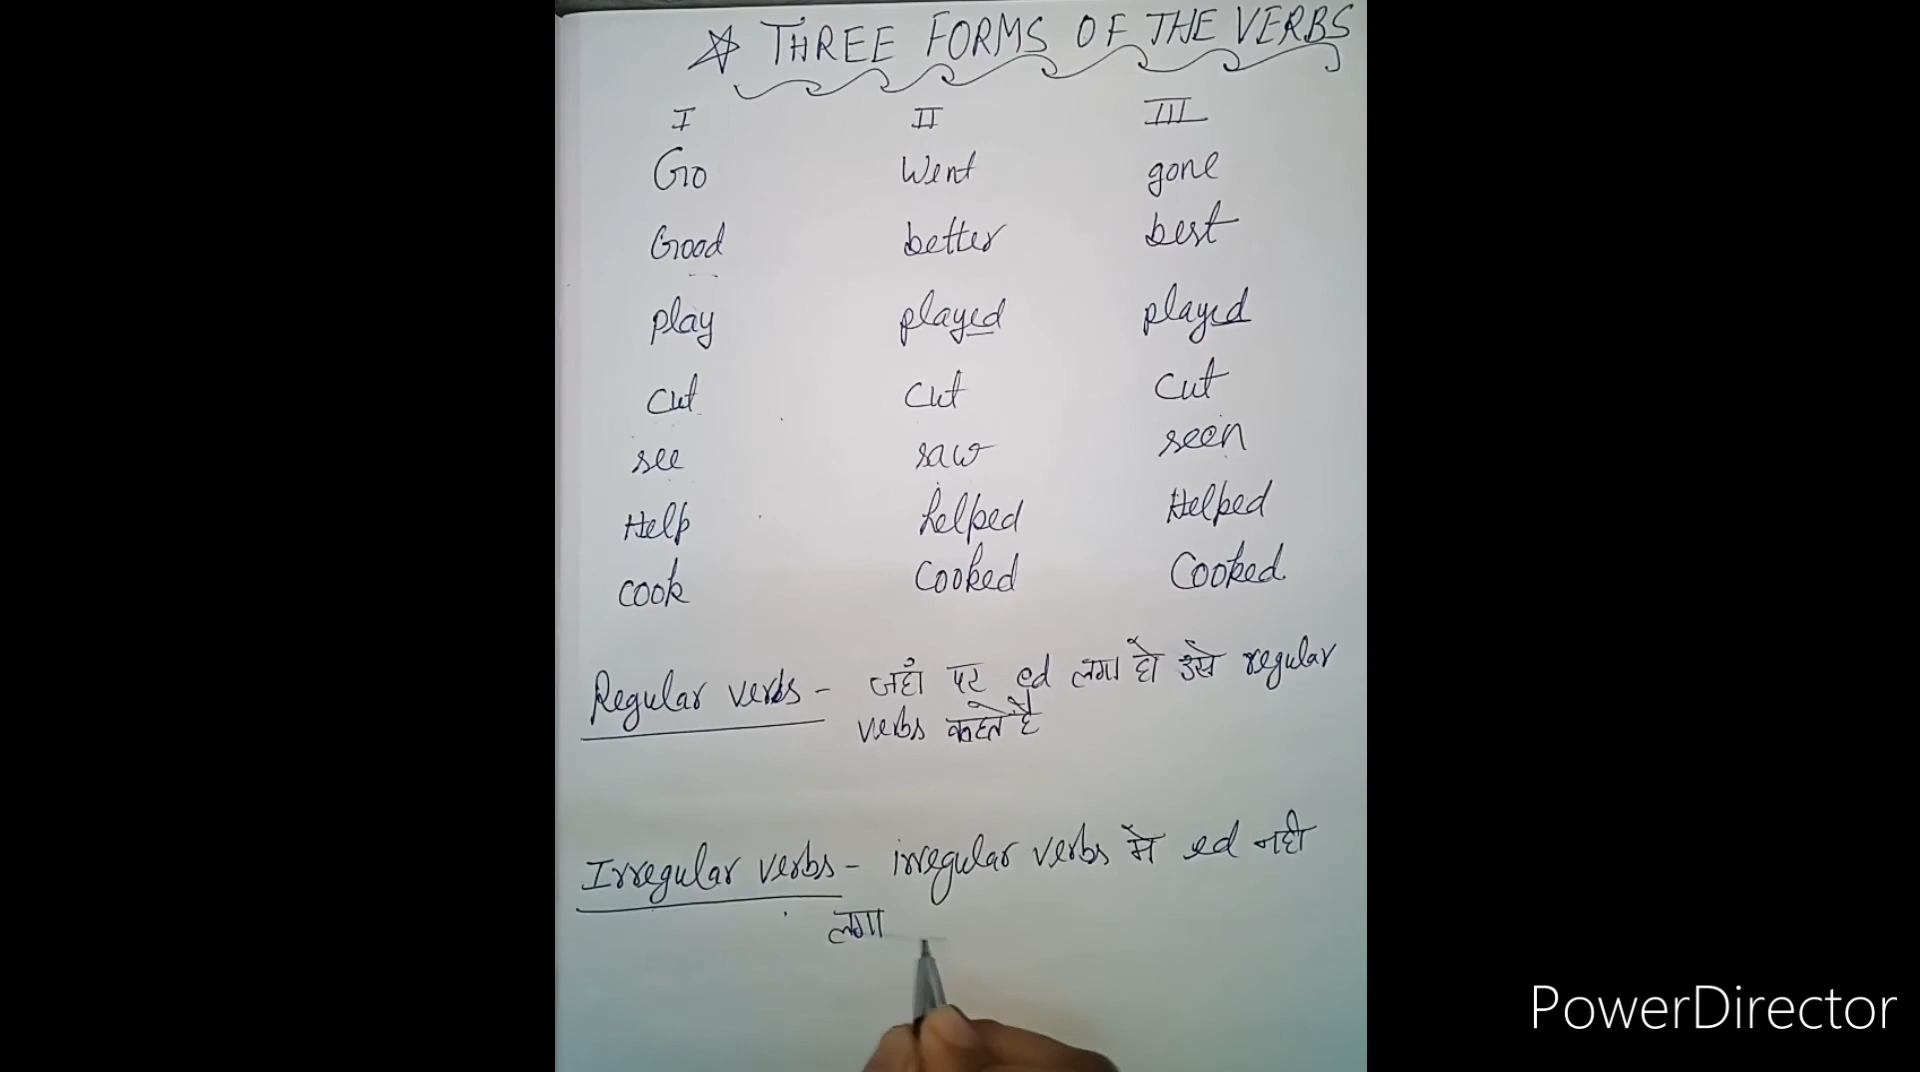 ☆ THREE FORMS OF THE VERBS
I II III
Go Went gone
Good better best
play played played
cut cut cut
see saw seen
Help helped Helped
cook Cooked Cooked.
Regular verbs - जहाँ पर ed लगा हो उसे regular
verbs कहते है
Irregular verbs - irregular verbs में ed नही
लगा
PowerDirector